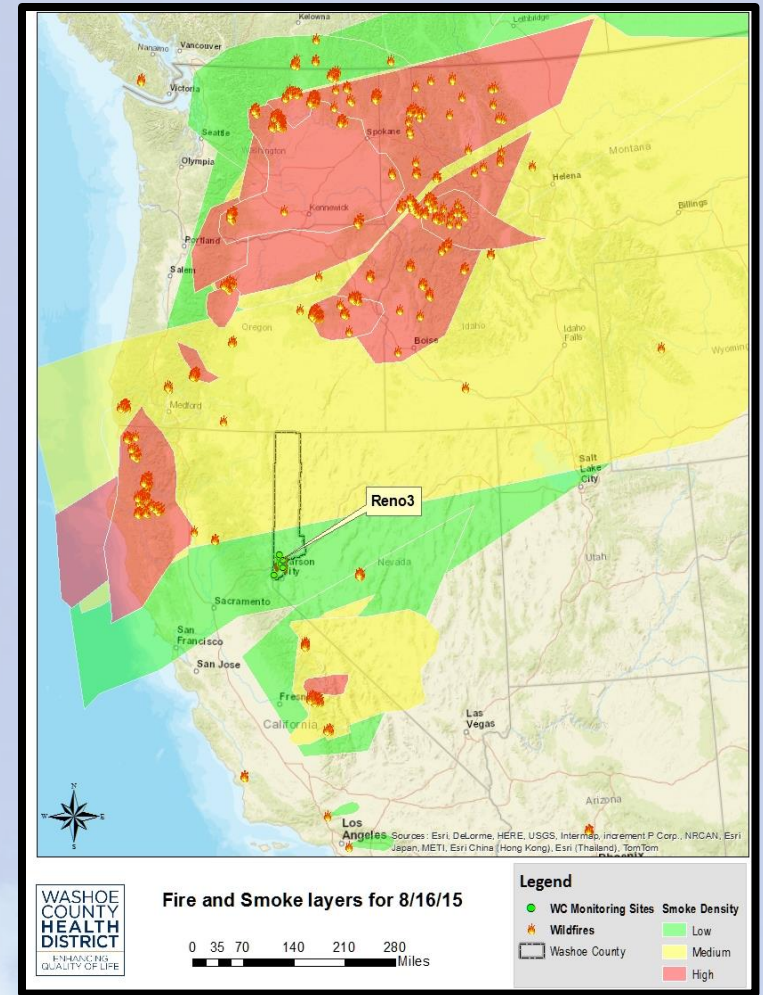 Kelowna
Lethbridge
Nanaimo
Vancouver
Victoria
Seattle
Spokane
Washington
Olympia
Montana
Helena
Kennewick
Billings
Portland
Salem
Oregon
Idaho
Idaho
Falls
Boise
Wyoming
Medford
Salt
Lake
City
Reno3
Carson
City
Nevada
Utah
Sacramento
San
Francisco
San Jose
Fresno
California
Las
Vegas
Arizona
Los
Angeles
Sources: Esri, DeLorme, HERE, USGS, Intermap, increment P Corp., NRCAN, Esri
Japan, METI, Esri China (Hong Kong), Esri (Thailand), TomTom
Phoenix
N
W
E
S
WASHOE
COUNTY
HEALTH
DISTRICT
ENHANCING
QUALITY OF LIFE
Fire and Smoke layers for 8/16/15
0 35 70 140 210 280
Miles
Legend
WC Monitoring Sites
Wildfires
Washoe County
Smoke Density
Low
Medium
High